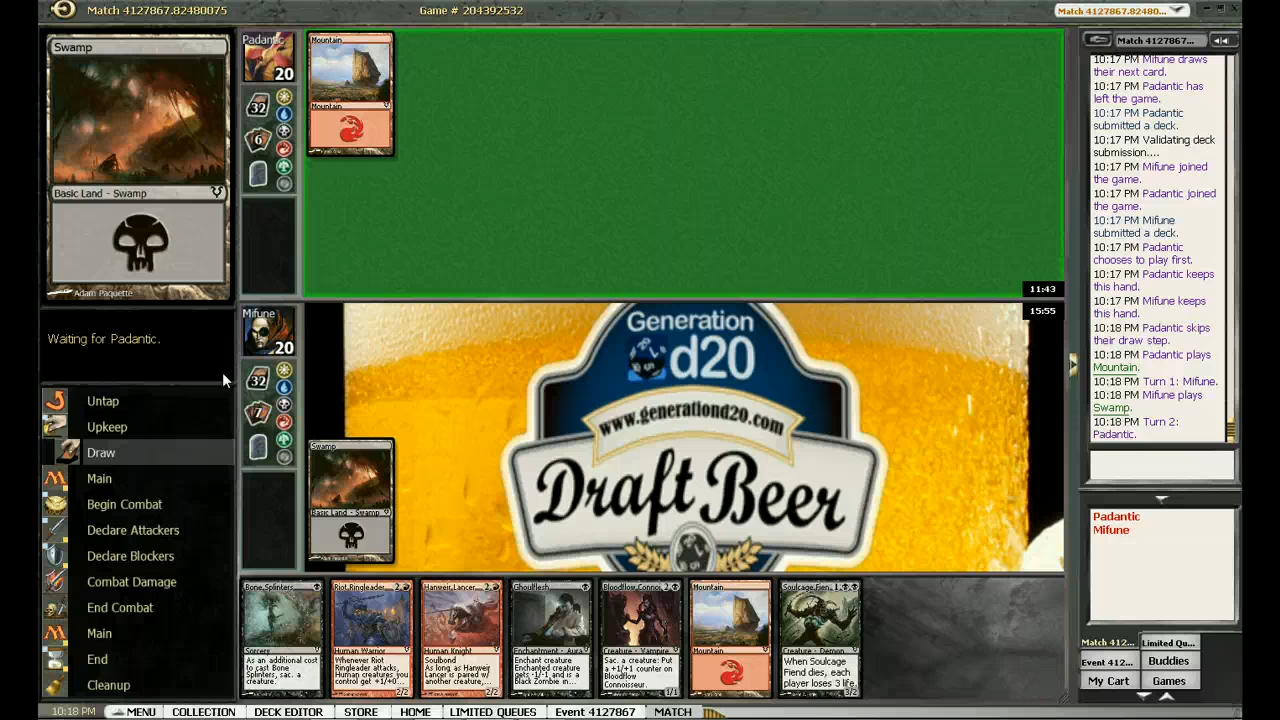 Match 4127867.82480075
Game # 204392532
Match 4127867.82480...
Swamp
Basic Land - Swamp
Adam Paquette
Padantic
20
32
6
Mountain
Mountain
11:43
Match 4127867...
10:17 PM Mifune draws
their next card.
10:17 PM Padantic has
left the game.
10:17 PM Padantic
submitted a deck.
10:17 PM Validating deck
submission....
10:17 PM Mifune joined
the game.
10:17 PM Padantic joined
the game.
10:17 PM Mifune
submitted a deck.
10:17 PM Padantic
chooses to play first.
10:17 PM Padantic keeps
this hand.
10:17 PM Mifune keeps
this hand.
10:18 PM Padantic skips
their draw step.
10:18 PM Padantic plays
Mountain.
10:18 PM Turn 1: Mifune.
10:18 PM Mifune plays
Swamp.
10:18 PM Turn 2:
Padantic.
Waiting for Padantic.
Untap
Upkeep
Draw
Main
Begin Combat
Declare Attackers
Declare Blockers
Combat Damage
End Combat
Main
End
Cleanup
Mifune
20
32
7
15:55
Swamp
Basic Land - Swamp
Generation
d20
www.generationd20.com
Draft Beer
Bone Splinters
Sorcery
As an additional cost
to cast Bone
Splinters, sac. a
creature.
Riot Ringleader 2
Human Warrior
Whenever Riot
Ringleader attacks,
Human creatures you
control get +1/+0
2/2
Hanweir Lancer 2
Human Knight
Soulbond
As long as Hanweir
Lancer is paired w/
another creature,
2/2
Ghoulflesh
Enchantment - Aura
Enchant creature
Enchanted creature
gets -1/-1 and is a
black Zombie in
Bloodflow Connoi 2
Creature - Vampire
Sac. a creature: Put
a +1/+1 counter on
Bloodflow
Connoisseur.
1/1
Mountain
Mountain
Soulcage Fien 1
Creature - Demon
When Soulcage
Fiend dies, each
player loses 3 life.
3/2
Padantic
Mifune
Match 412...
Limited Qu...
Event 4127...
Buddies
My Cart
Games
10:18 PM
MENU
COLLECTION
DECK EDITOR
STORE
HOME
LIMITED QUEUES
Event 4127867
MATCH